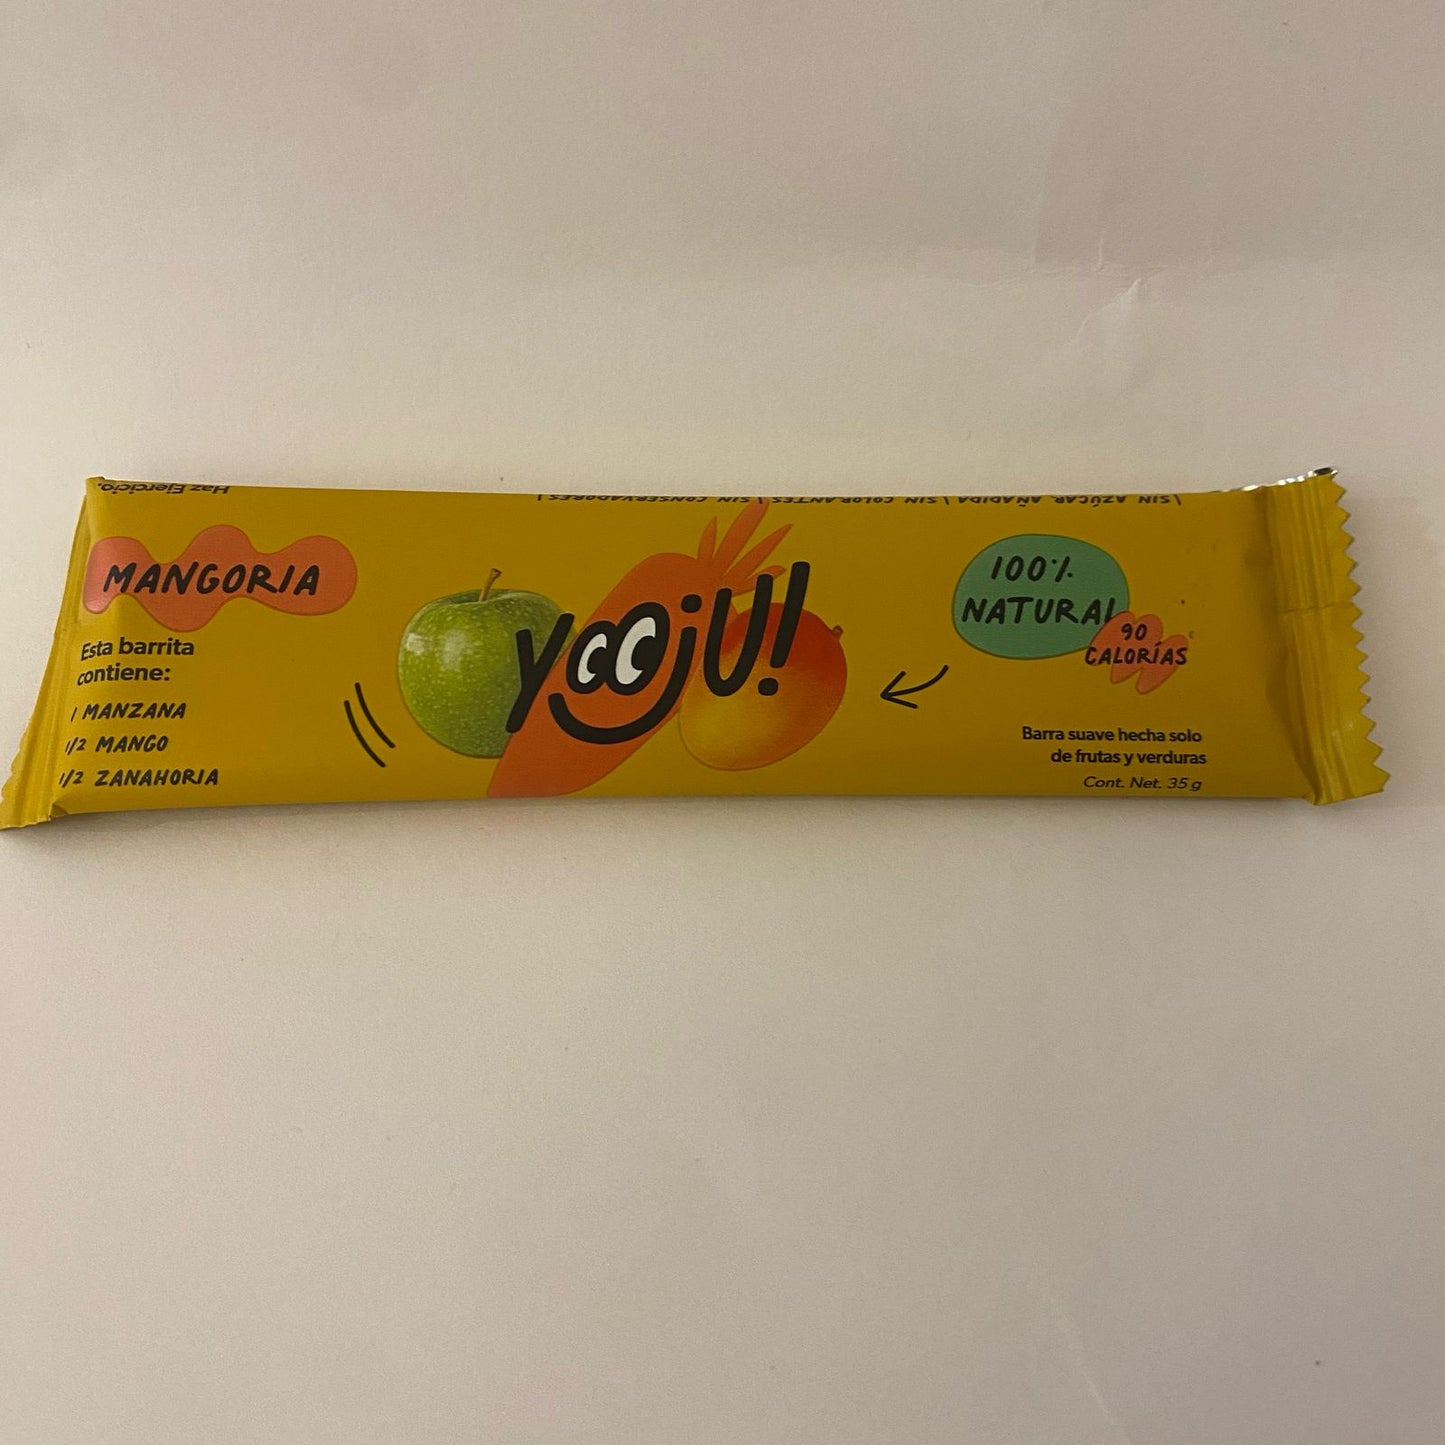 Haz Ejercicio.
| SIN AZÚCAR AÑADIDA | SIN COLORANTES | SIN CONSERVADORES |
MANGORIA
Esta barrita
contiene:
1 MANZANA
1/2 MANGO
1/2 ZANAHORIA
yooju!
100%
NATURAL
90
CALORÍAS
Barra suave hecha solo
de frutas y verduras
Cont. Net. 35 g